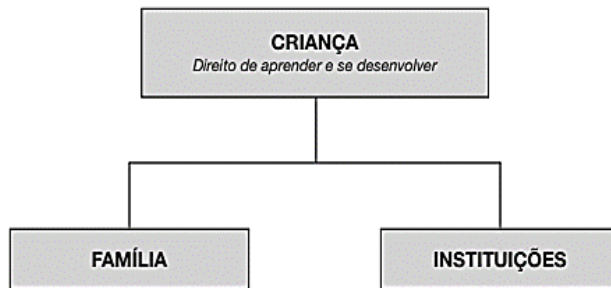 CRIANÇA
Direito de aprender e se desenvolver
FAMÍLIA
INSTITUIÇÕES